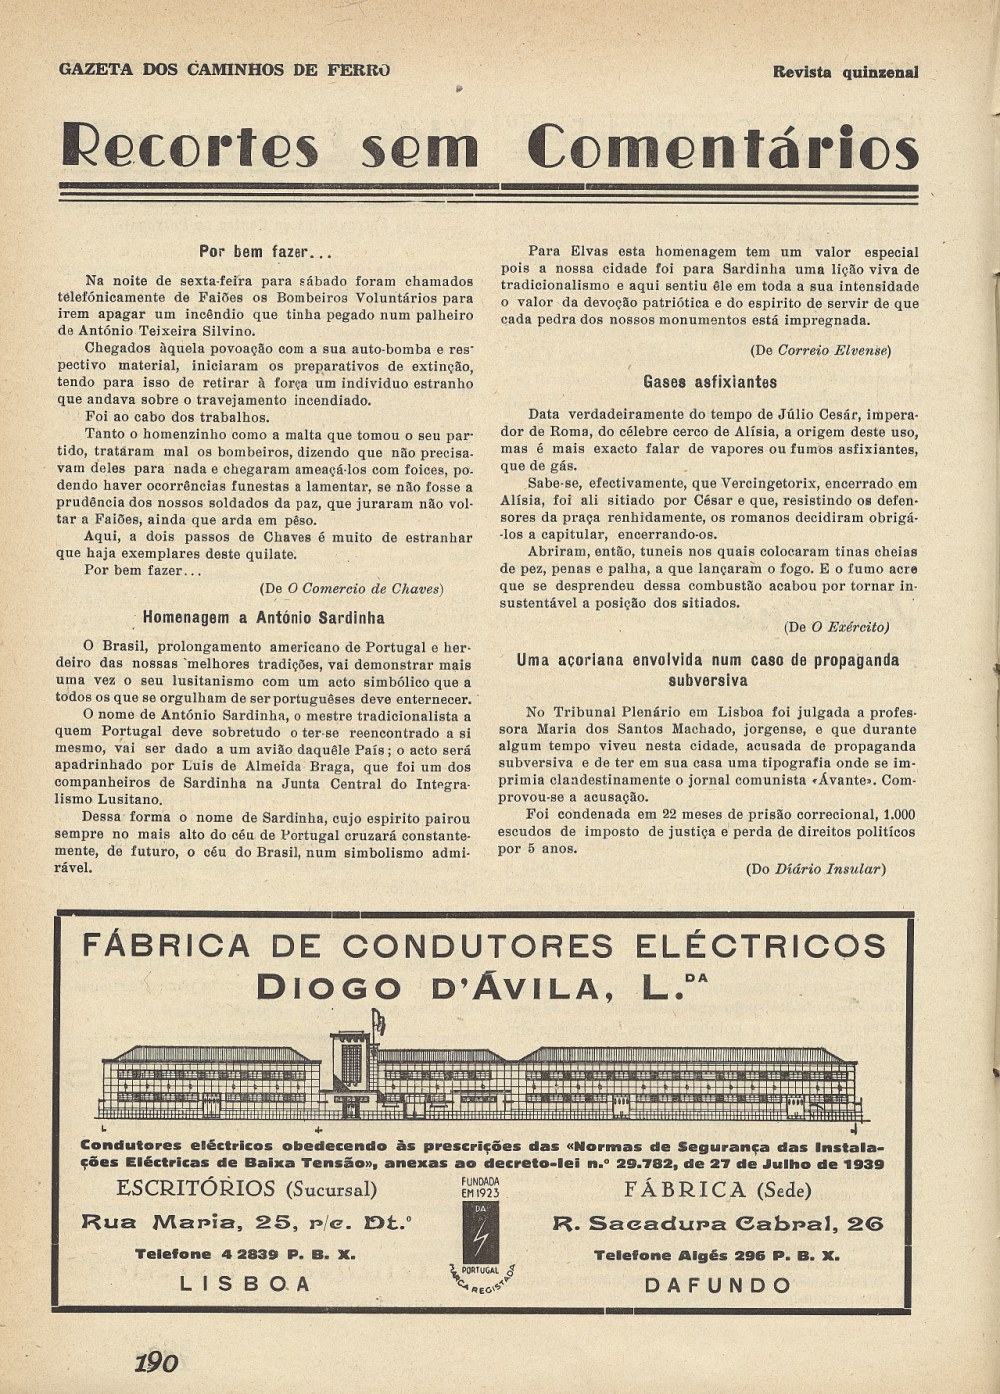 GAZETA DOS CAMINHOS DE FERRO
Revista quinzenal
Recortes sem Comentários
Por bem fazer...
Na noite de sexta-feira para sábado foram chamados
telefónicamente de Faiões os Bombeiros Voluntários para
irem apagar um incêndio que tinha pegado num palheiro
de António Teixeira Silvino.
Chegados àquela povoação com a sua auto-bomba e res-
pectivo material, iniciaram os preparativos de extinção,
tendo para isso de retirar à força um individuo estranho
que andava sobre o travejamento incendiado.
Foi ao cabo dos trabalhos.
Tanto o homenzinho como a malta que tomou o seu par-
tido, trataram mal os bombeiros, dizendo que não precisa-
vam deles para nada e chegaram ameaçá-los com foices, po-
dendo haver ocorrências funestas a lamentar, se não fosse a
prudência dos nossos soldados da paz, que juraram não vol-
tar a Faiões, ainda que arda em pêso.
Aqui, a dois passos de Chaves é muito de estranhar
que haja exemplares deste quilate.
Por bem fazer...
(De O Comercio de Chaves)
Homenagem a António Sardinha
O Brasil, prolongamento americano de Portugal e her-
deiro das nossas melhores tradições, vai demonstrar mais
uma vez o seu lusitanismo com um acto simbólico que a
todos os que se orgulham de ser portuguêses deve enternecer.
O nome de António Sardinha, o mestre tradicionalista a
quem Portugal deve sobretudo o ter-se reencontrado a si
mesmo, vai ser dado a um avião daquêle País; o acto será
apadrinhado por Luis de Almeida Braga, que foi um dos
companheiros de Sardinha na Junta Central do Integra-
lismo Lusitano.
Dessa forma o nome de Sardinha, cujo espirito pairou
sempre no mais alto do céu de Portugal cruzará constante-
mente, de futuro, o céu do Brasil, num simbolismo admi-
rável.
Para Elvas esta homenagem tem um valor especial
pois a nossa cidade foi para Sardinha uma lição viva de
tradicionalismo e aqui sentiu êle em toda a sua intensidade
o valor da devoção patriótica e do espirito de servir de que
cada pedra dos nossos monumentos está impregnada.
(De Correio Elvense)
Gases asfixiantes
Data verdadeiramente do tempo de Júlio Cesár, impera-
dor de Roma, do célebre cerco de Alísia, a origem deste uso,
mas é mais exacto falar de vapores ou fumos asfixiantes,
que de gás.
Sabe-se, efectivamente, que Vercingetorix, encerrado em
Alísia, foi ali sitiado por César e que, resistindo os defen-
sores da praça renhidamente, os romanos decidiram obrigá-
-los a capitular, encerrando-os.
Abriram, então, tuneis nos quais colocaram tinas cheias
de pez, penas e palha, a que lançaram o fogo. E o fumo acre
que se desprendeu dessa combustão acabou por tornar in-
sustentável a posição dos sitiados.
(De O Exército)
Uma açoriana envolvida num caso de propaganda
subversiva
No Tribunal Plenário em Lisboa foi julgada a profes-
sora Maria dos Santos Machado, jorgense, e que durante
algum tempo viveu nesta cidade, acusada de propaganda
subversiva e de ter em sua casa uma tipografia onde se im-
primia clandestinamente o jornal comunista «Ávante». Com-
provou-se a acusação.
Foi condenada em 22 meses de prisão correcional, 1.000
escudos de imposto de justiça e perda de direitos politícos
por 5 anos.
(Do Diário Insular)
FÁBRICA DE CONDUTORES ELÉCTRICOS
DIOGO D'ÁVILA, L.DA
Condutores eléctricos obedecendo às prescrições das «Normas de Segurança das Instala-
ções Eléctricas de Baixa Tensão», anexas ao decreto-lei n.º 29.782, de 27 de Julho de 1939
ESCRITÓRIOS (Sucursal)
Rua Maria, 25, r/c. Dt.º
Telefone 4 2839 P. B. X.
LISBOA
FUNDADA
EM 1923
DA
PORTUGAL
MARCA REGISTADA
FÁBRICA (Sede)
R. Sacadura Cabral, 26
Telefone Algés 296 P. B. X.
DAFUNDO
190